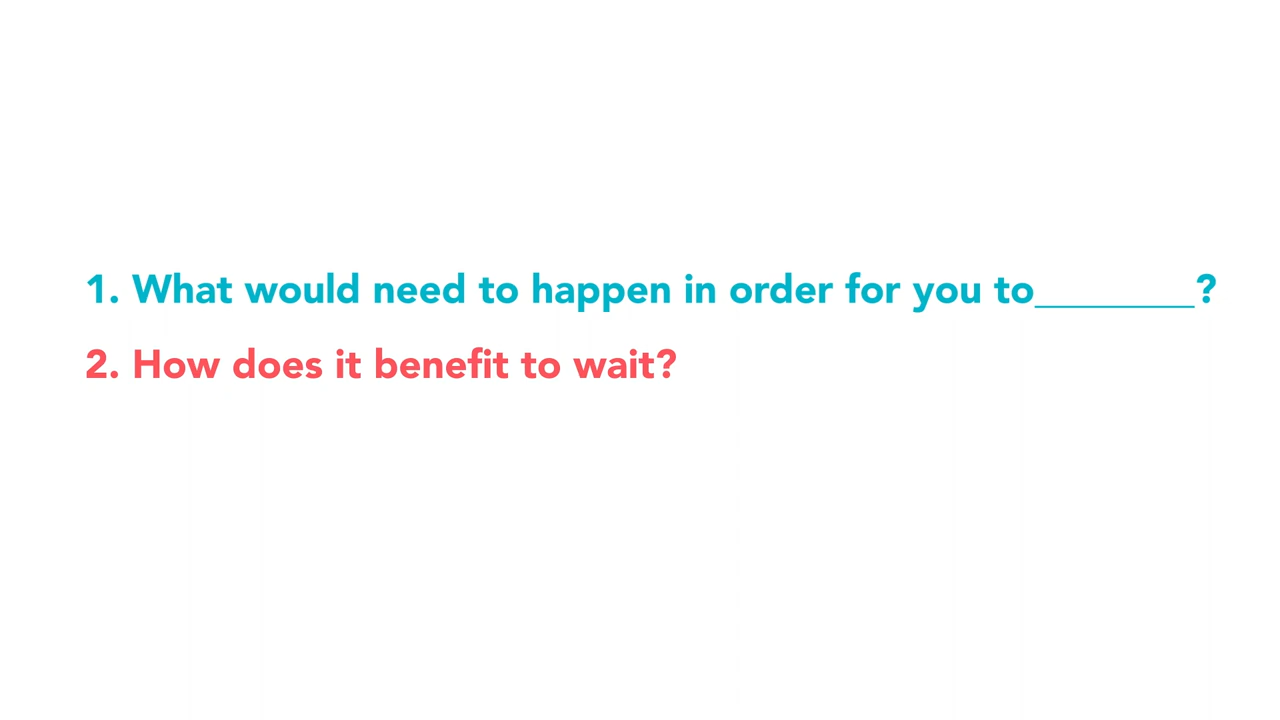 1. What would need to happen in order for you to________?
2. How does it benefit to wait?